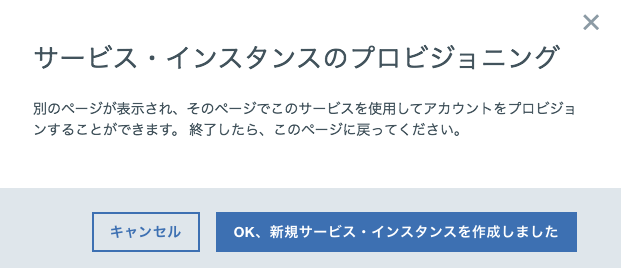 サービス・インスタンスのプロビジョニング
別のページが表示され、そのページでこのサービスを使用してアカウントをプロビジョ
ンすることができます。 終了したら、このページに戻ってください。
キャンセル
OK、新規サービス・インスタンスを作成しました